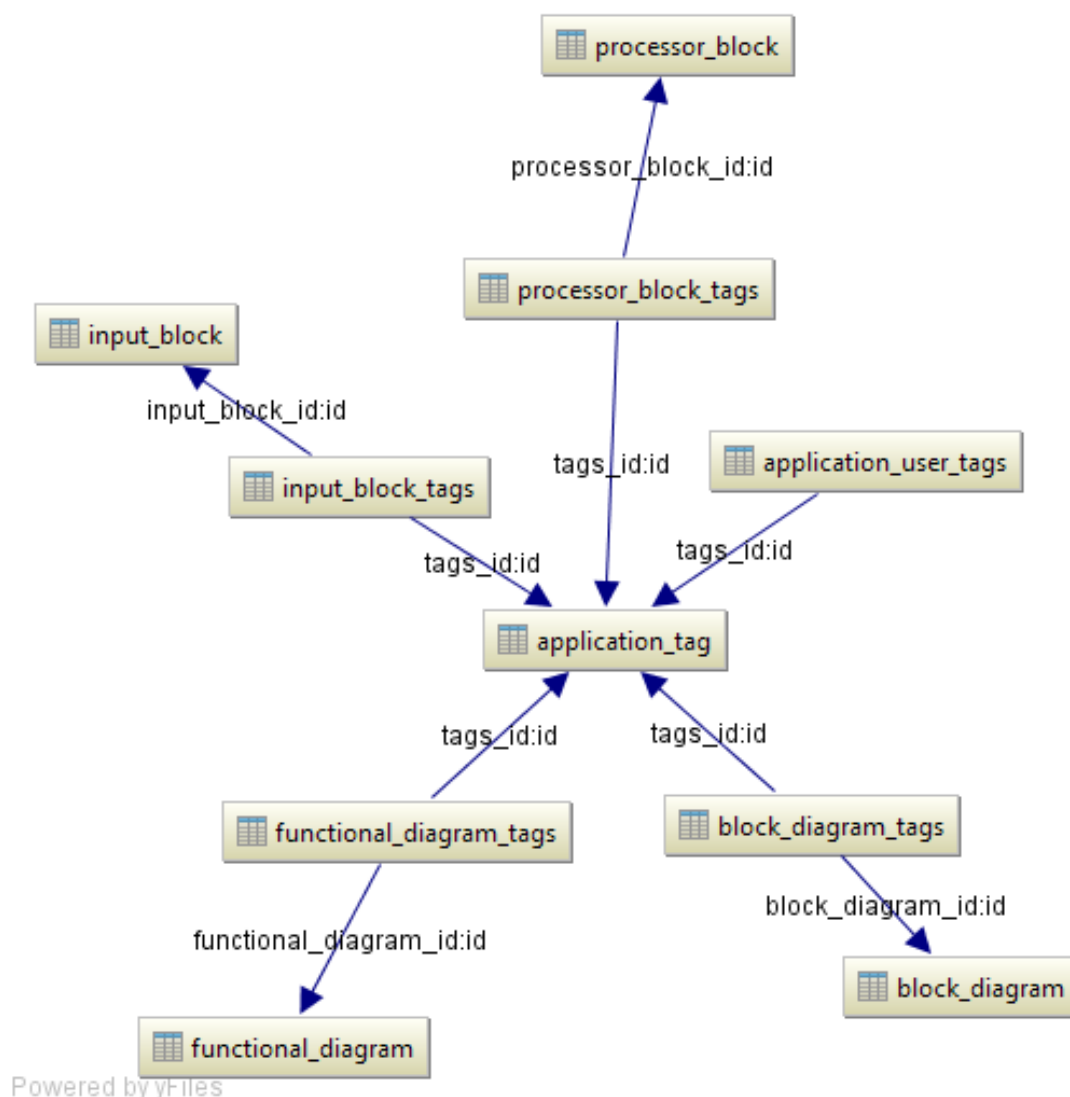 processor_block
processor_block_id:id
processor_block_tags
input_block
input_block_id:id
tags_id:id
application_user_tags
input_block_tags
tags_id:id
tags_id:id
application_tag
tags_id:id
tags_id:id
functional_diagram_tags
block_diagram_tags
block_diagram_id:id
functional_diagram_id:id
block_diagram
functional_diagram
Powered by yFiles